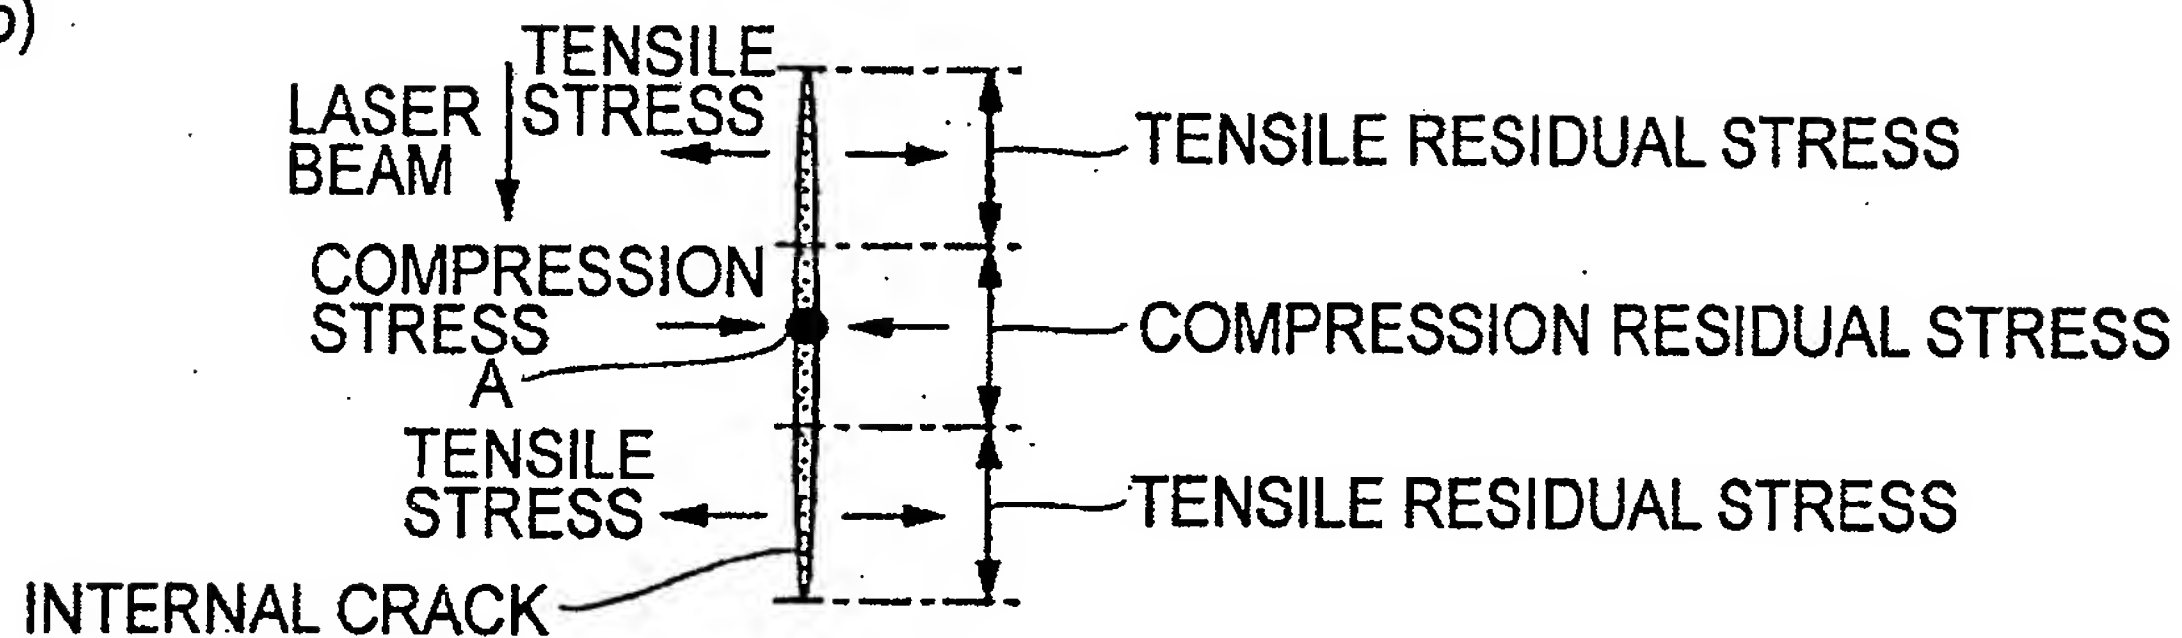 TENSILE
STRESS
LASER
BEAM
TENSILE RESIDUAL STRESS
COMPRESSION
STRESS
COMPRESSION RESIDUAL STRESS
A
TENSILE
STRESS
TENSILE RESIDUAL STRESS
INTERNAL CRACK